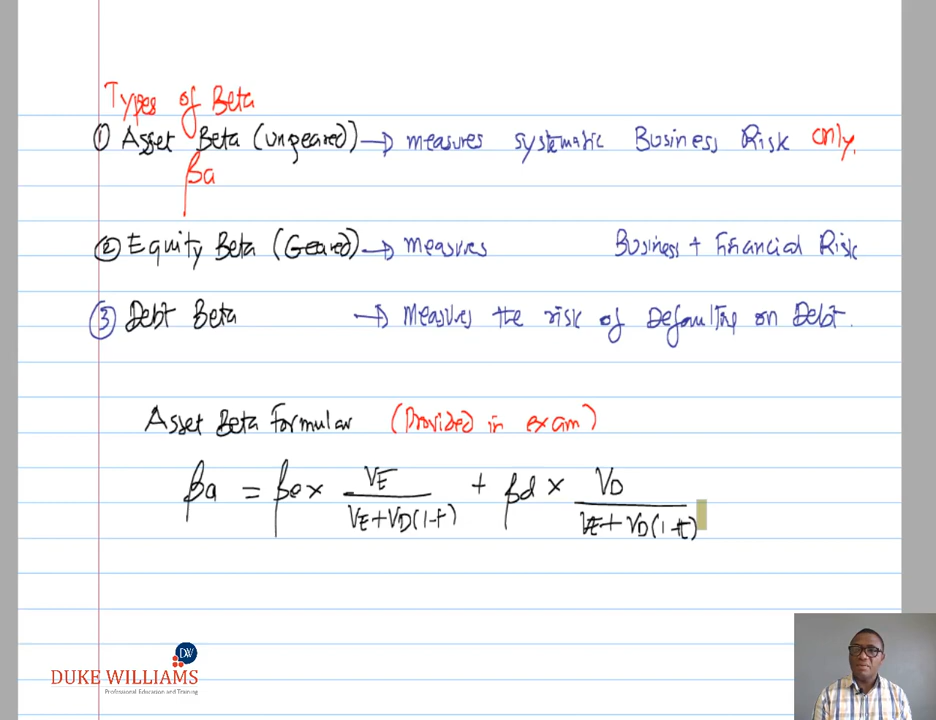 Types of Beta
① Asset Beta (ungeared) → measures systematic Business Risk only.
βa
② Equity Beta (Geared) → measures Business + Financial Risk
③ Debt Beta → measures the risk of Defaulting on Debt.
Asset Beta Formular (Provided in exam)
βa = βe × VE / VE+VD(1-t) + βd × VD / VE+VD(1-t)
DW
DUKE WILLIAMS
Professional Education and Training